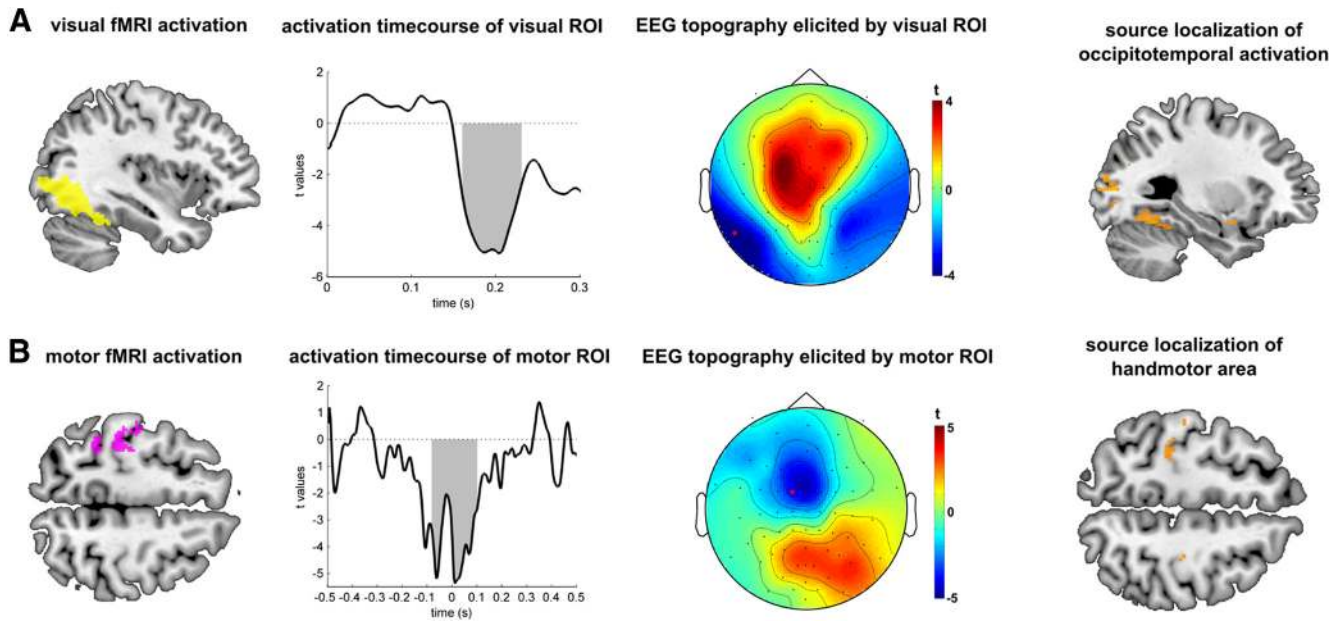 A
visual fMRI activation
activation timecourse of visual ROI
EEG topography elicited by visual ROI
source localization of
occipitotemporal activation
t values
2
0
-2
-4
-6
0
0.1
0.2
0.3
time (s)
t
4
0
-4
B
motor fMRI activation
activation timecourse of motor ROI
EEG topography elicited by motor ROI
source localization of
handmotor area
t values
2
1
0
-1
-2
-3
-4
-5
-0.5 -0.4 -0.3 -0.2 -0.1 0 0.1 0.2 0.3 0.4 0.5
time (s)
t
5
0
-5